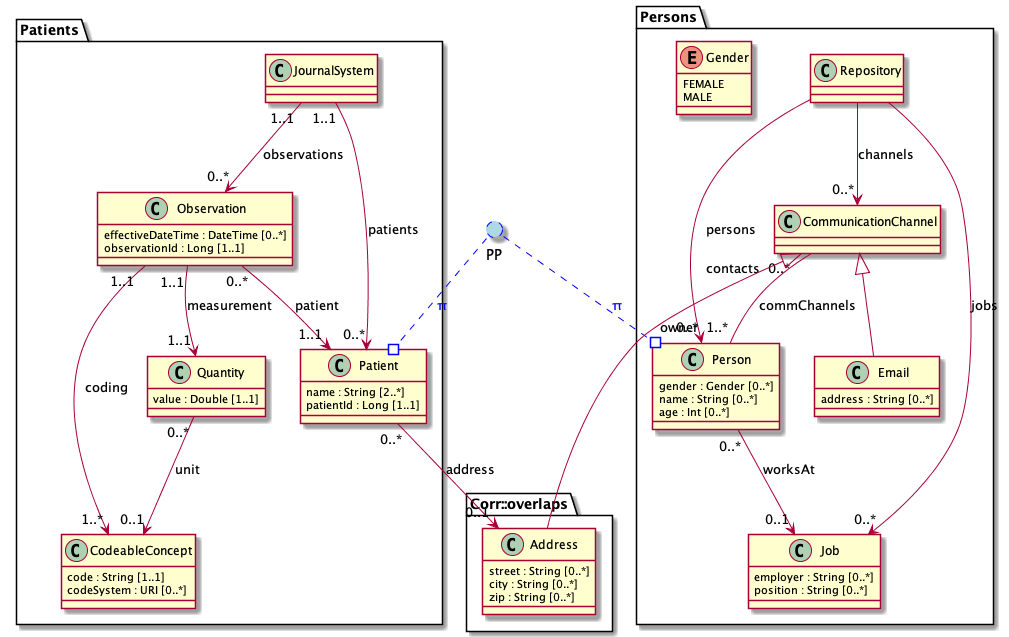 Patients
Persons
C JournalSystem
E Gender
FEMALE
MALE
C Repository
1..1
1..1
observations
channels
0..*
0..*
C Observation
effectiveDateTime : DateTime [0..*]
observationId : Long [1..1]
C CommunicationChannel
patients
persons
PP
contacts
0..*
1..1
1..1
0..*
measurement
patient
π
π
commChannels
jobs
1..1
1..1
0..*
owner
0..*
1..*
C Quantity
value : Double [1..1]
C Patient
name : String [2..*]
patientId : Long [1..1]
C Person
gender : Gender [0..*]
name : String [0..*]
age : Int [0..*]
C Email
address : String [0..*]
coding
0..*
0..*
0..*
unit
address
worksAt
Corr::overlaps
1..*
0..1
0..1
0..1
0..*
C CodeableConcept
code : String [1..1]
codeSystem : URI [0..*]
C Address
street : String [0..*]
city : String [0..*]
zip : String [0..*]
C Job
employer : String [0..*]
position : String [0..*]